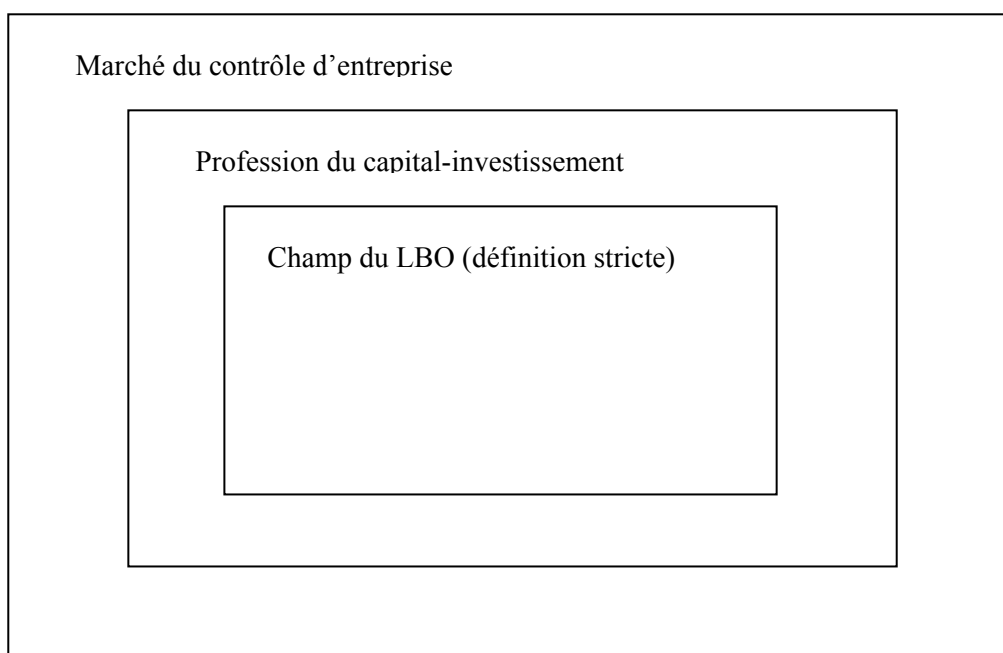 Marché du contrôle d’entreprise
Profession du capital-investissement
Champ du LBO (définition stricte)